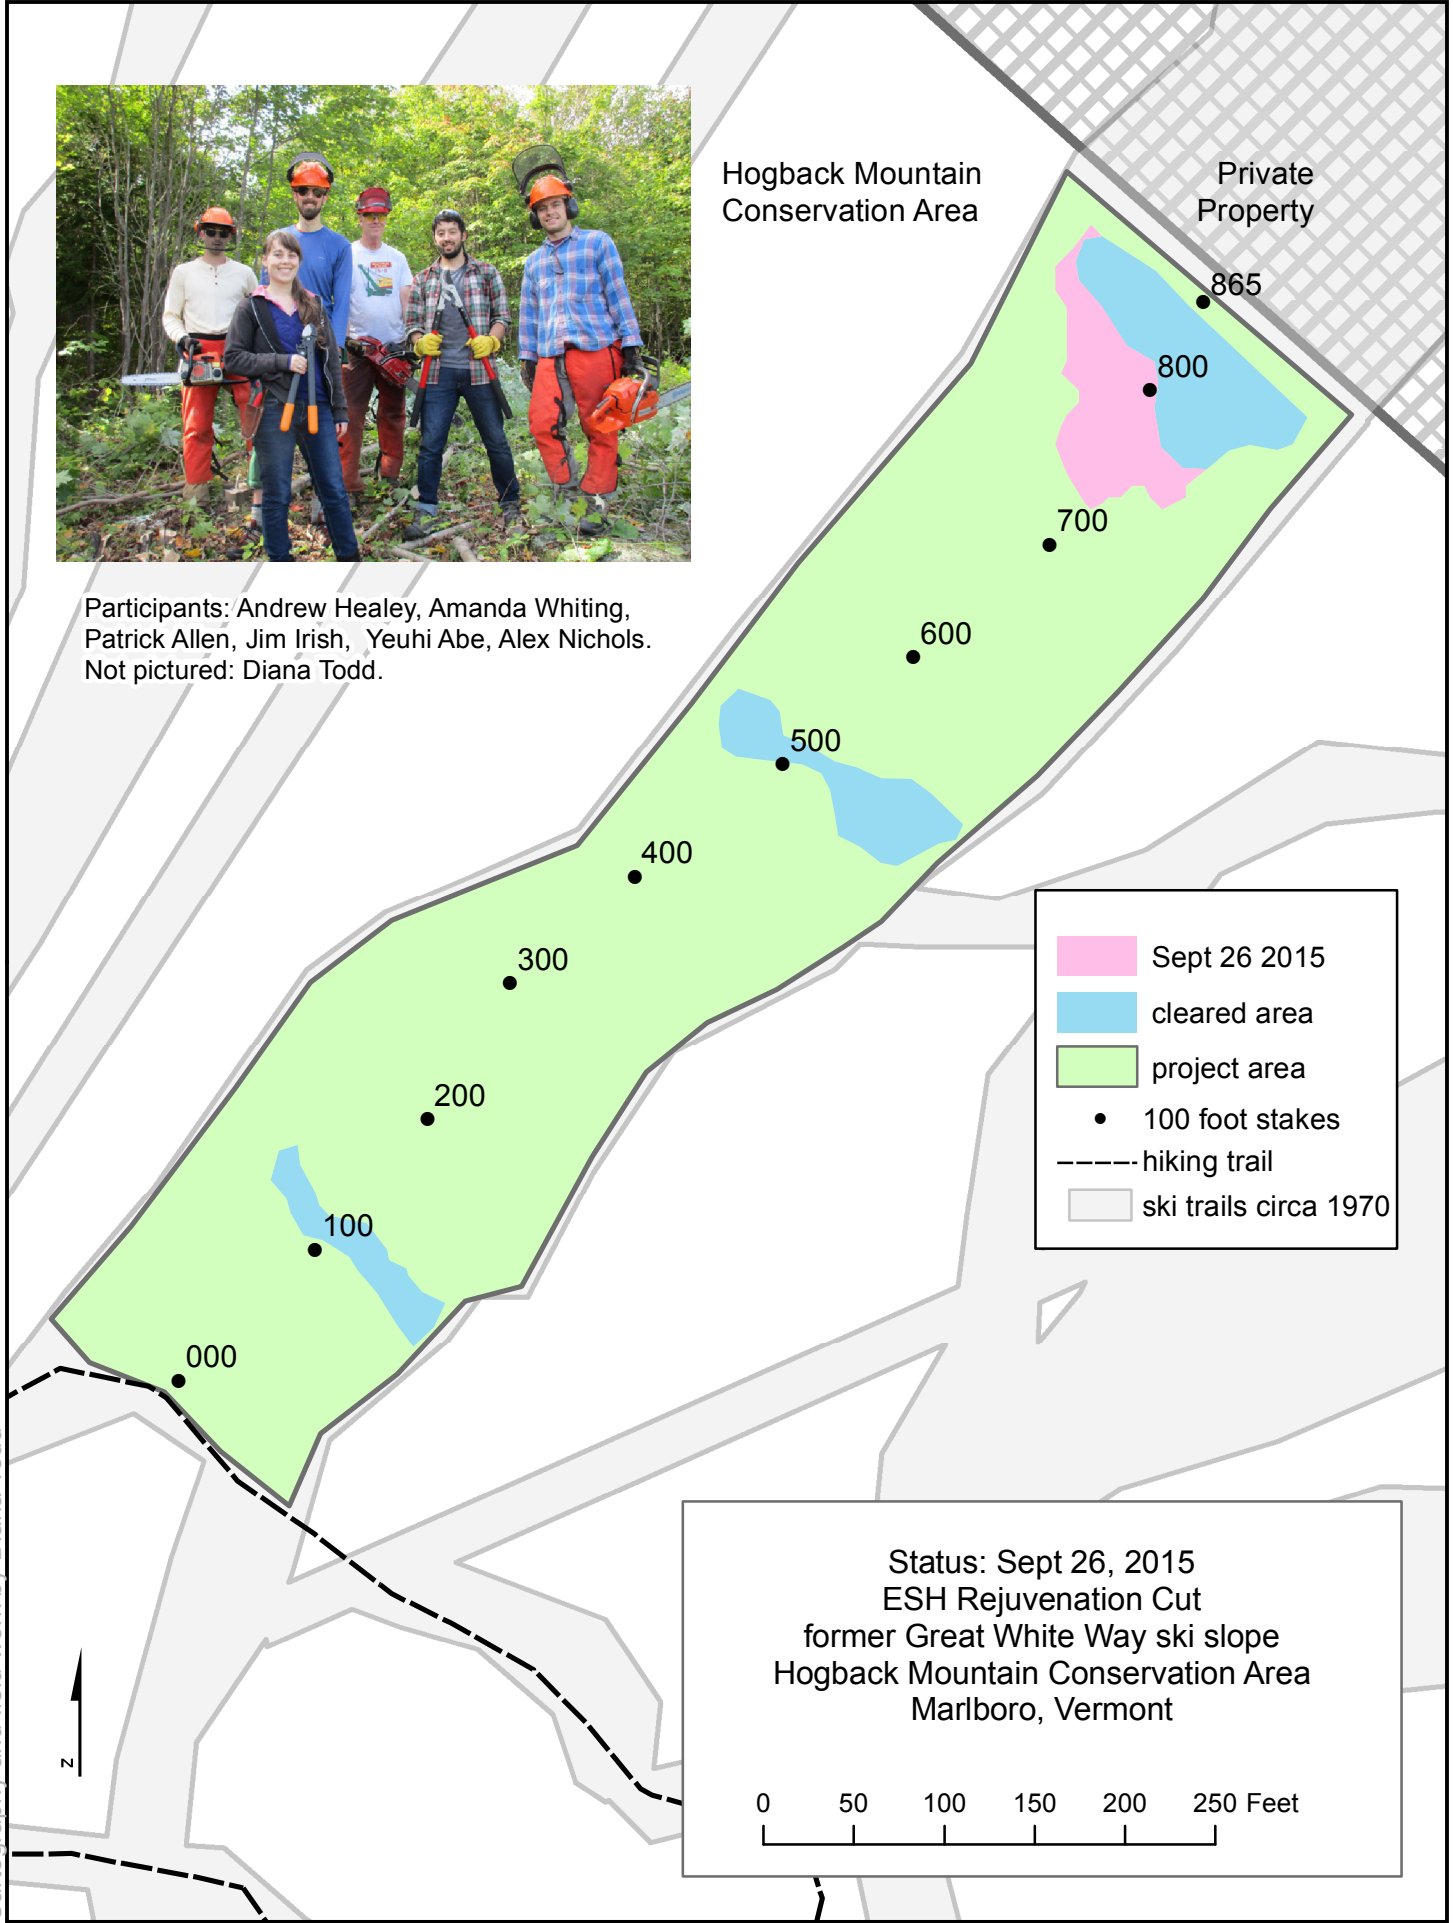 Hogback Mountain
Conservation Area
Private
Property
865
800
700
600
500
400
300
200
100
000
Participants: Andrew Healey, Amanda Whiting,
Patrick Allen, Jim Irish, Yeuhi Abe, Alex Nichols.
Not pictured: Diana Todd.
Sept 26 2015
cleared area
project area
100 foot stakes
hiking trail
ski trails circa 1970
Status: Sept 26, 2015
ESH Rejuvenation Cut
former Great White Way ski slope
Hogback Mountain Conservation Area
Marlboro, Vermont
0 50 100 150 200 250 Feet
z